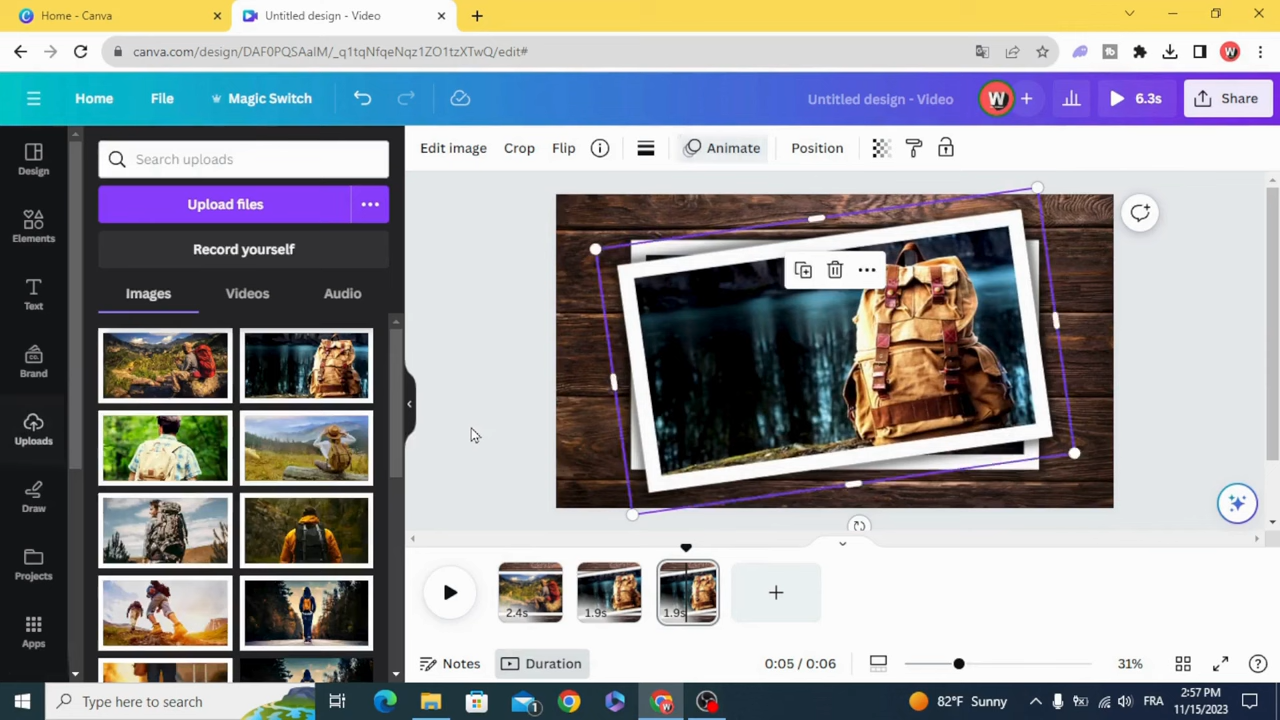 Home - Canva
Untitled design - Video
canva.com/design/DAF0PQSAalM/_q1tqNfqeNqz1ZO1tzXTwQ/edit#
Home
File
Magic Switch
Untitled design - Video
W
6.3s
Share
Design
Elements
Text
Brand
Uploads
Draw
Projects
Apps
Search uploads
Upload files
Record yourself
Images
Videos
Audio
Edit image
Crop
Flip
Animate
Position
2.4s
1.9s
1.9s
Notes
Duration
0:05 / 0:06
31%
Type here to search
82°F Sunny
FRA
2:57 PM
11/15/2023